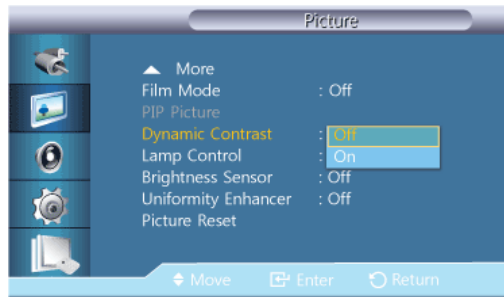 Picture
▲ More
Film Mode : Off
PIP Picture
Dynamic Contrast : Off
Lamp Control : On
Brightness Sensor : Off
Uniformity Enhancer : Off
Picture Reset
Move Enter Return